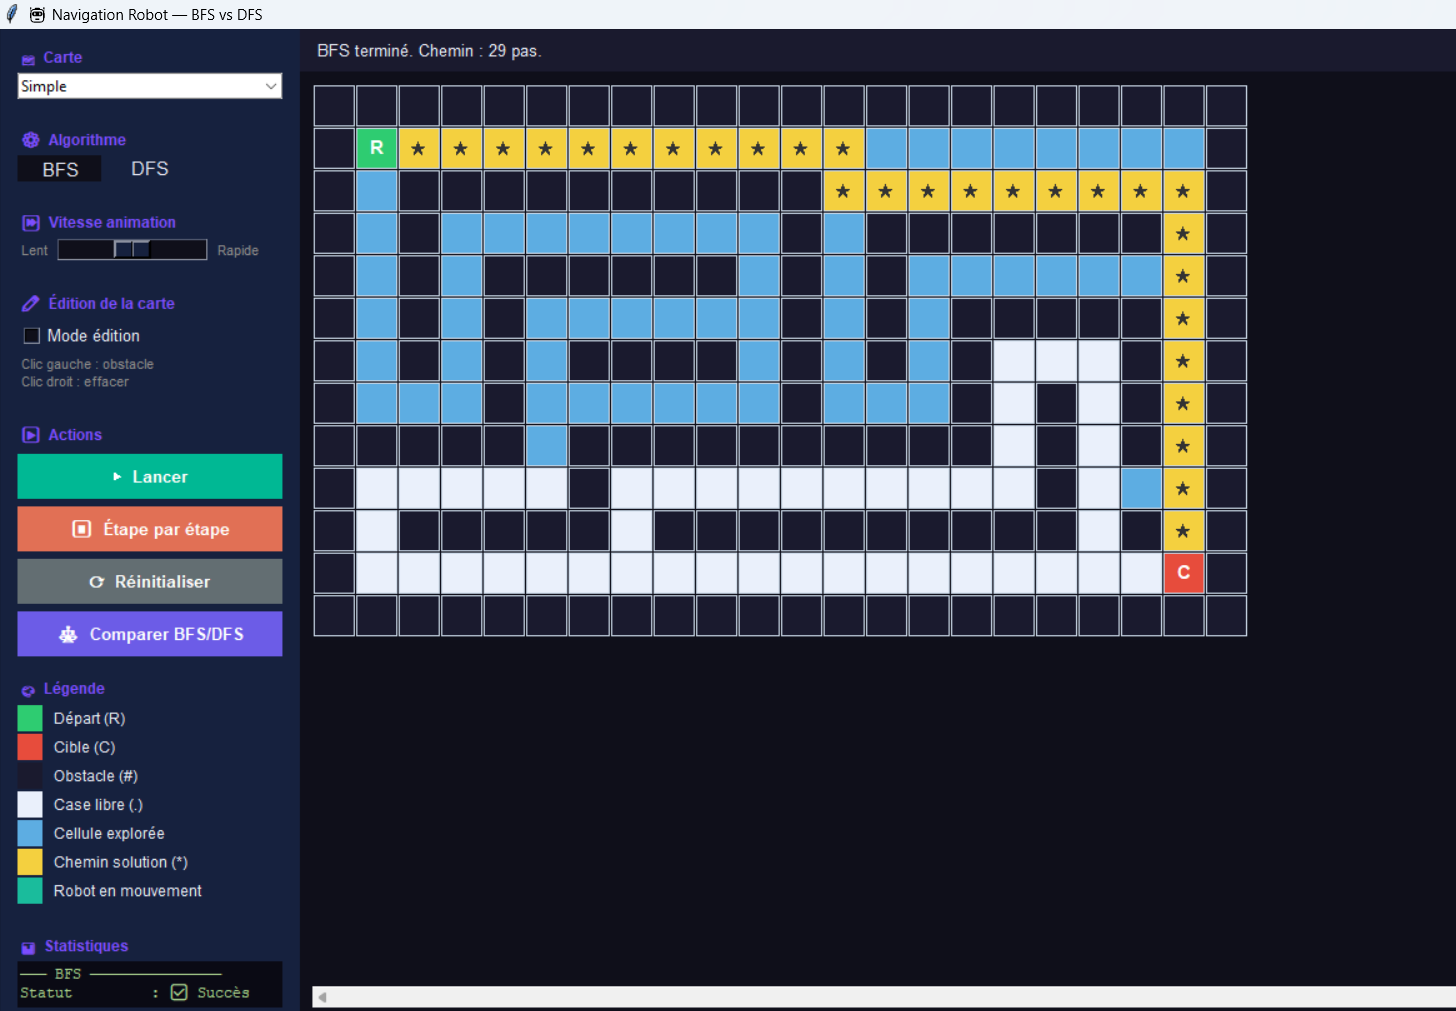 Navigation Robot — BFS vs DFS
Carte
Simple
Algorithme
BFS DFS
Vitesse animation
Lent Rapide
Édition de la carte
Mode édition
Clic gauche : obstacle
Clic droit : effacer
Actions
Lancer
Étape par étape
Réinitialiser
Comparer BFS/DFS
Légende
Départ (R)
Cible (C)
Obstacle (#)
Case libre (.)
Cellule explorée
Chemin solution (*)
Robot en mouvement
Statistiques
BFS
Statut : Succès
BFS terminé. Chemin : 29 pas.
R ★ ★ ★ ★ ★ ★ ★ ★ ★ ★ ★
★ ★ ★ ★ ★ ★ ★ ★ ★
★
★
★
★
★
★
★
★
C